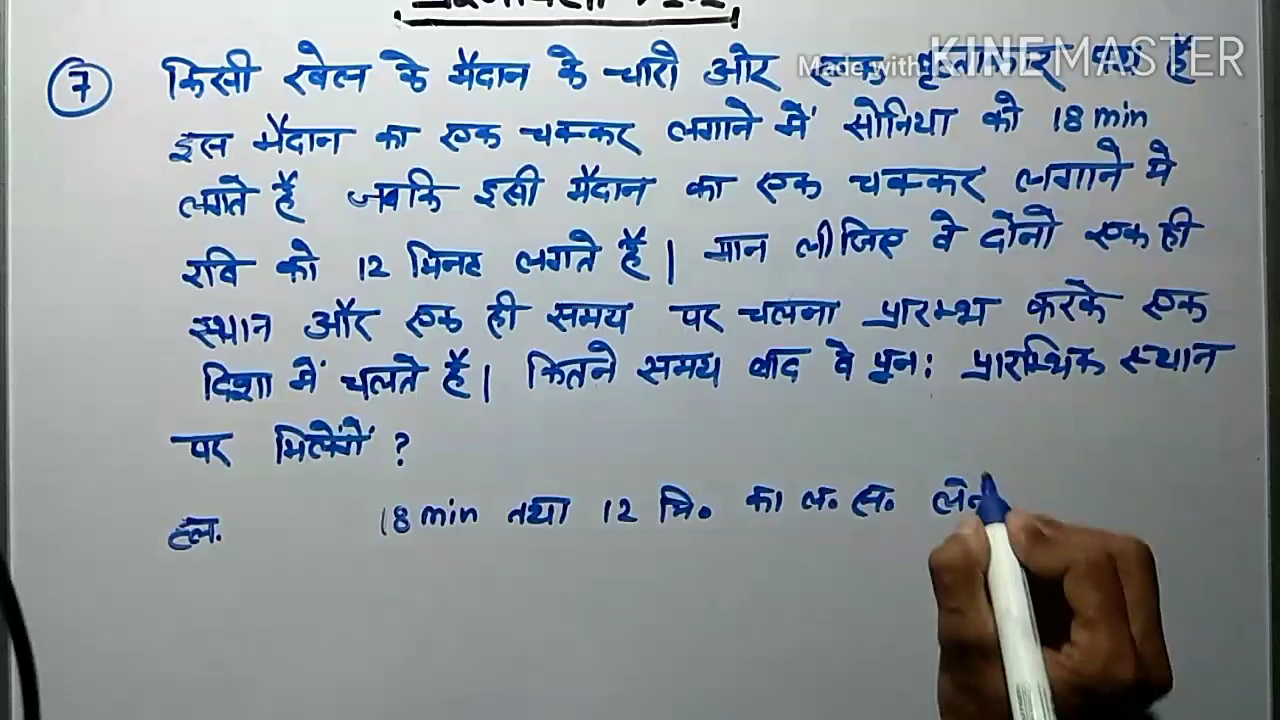 Made with KINEMASTER
⑦ किसी खेल के मैदान के चारो ओर एक वृत्ताकार है
इस मैदान का एक चक्कर लगाने में सोनिया को 18 min
लगते हैं जबकि इसी मैदान का एक चक्कर लगाने मे
रवि को 12 मिनट लगते है | मान लीजिए वे दोनो एक ही
स्थान और एक ही समय पर चलना प्रारम्भ करके एक
दिशा में चलते है | कितने समय बाद वे पुनः प्रारम्भिक स्थान
पर मिलेंगें ?
हल. 18 min तथा 12 मि० का ल. स. लेन